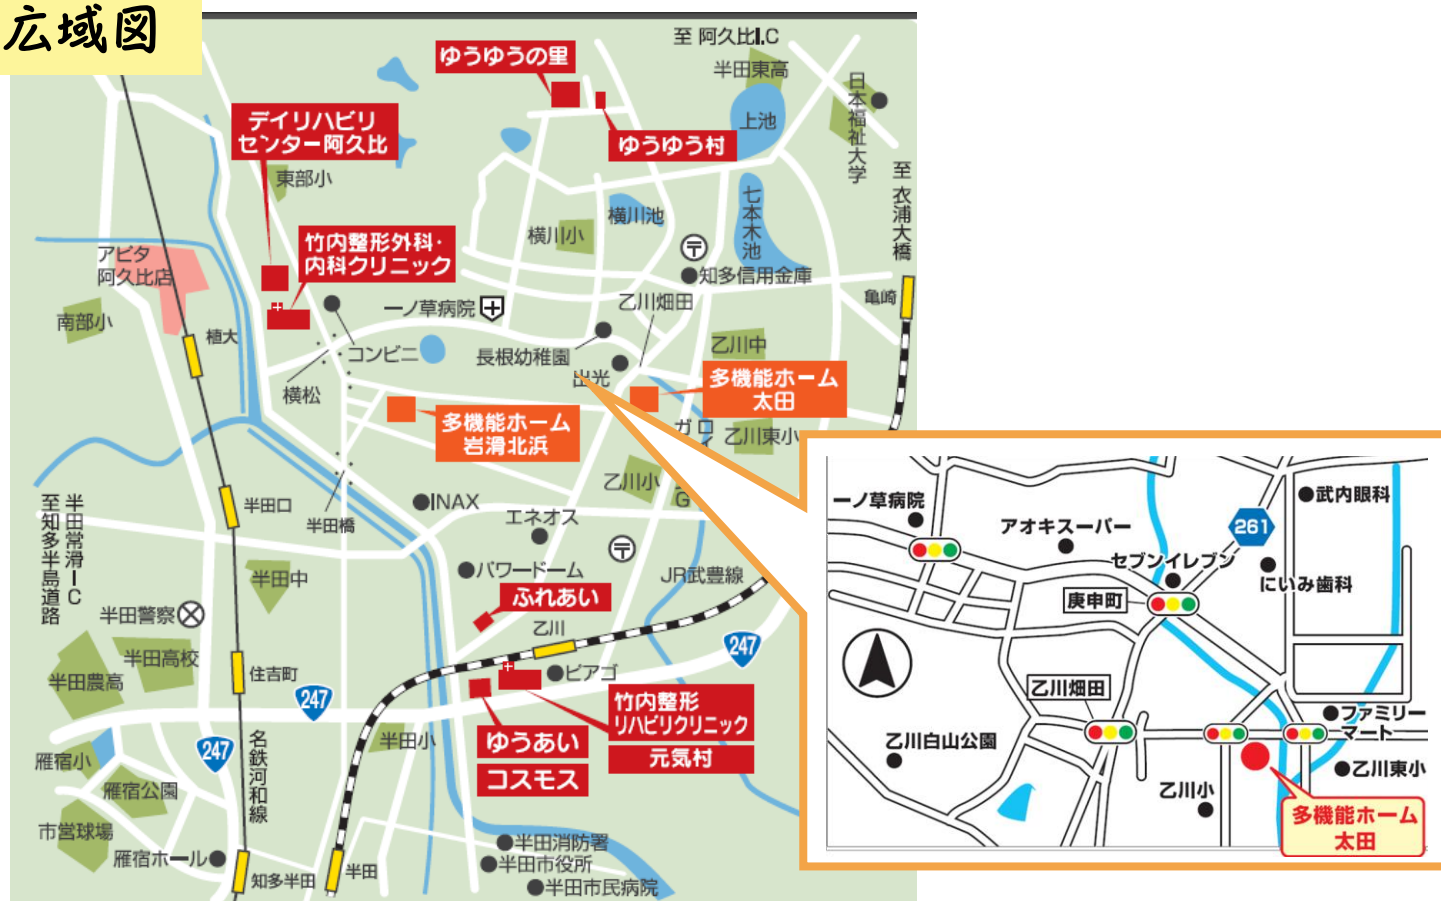 広域図
至 阿久比I.C
ゆうゆうの里
半田東高
日本福祉大学
上池
デイリハビリ
センター阿久比
ゆうゆう村
東部小
至 衣浦大橋
七本木池
横川池
横川小
竹内整形外科・
内科クリニック
アピタ
阿久比店
知多信用金庫
亀崎
乙川畑田
一ノ草病院
南部小
植大
コンビニ
長根幼稚園
乙川中
出光
横松
多機能ホーム
太田
多機能ホーム
岩滑北浜
乙川東小
乙川小
半田常滑IC
至知多半島道路
半田口
半田橋
INAX
エネオス
パワードーム
JR武豊線
半田中
ふれあい
半田警察
乙川
247
半田高校
半田農高
住吉町
ピアゴ
247
竹内整形
リハビリクリニック
元気村
ゆうあい
コスモス
半田小
247
名鉄河和線
雁宿小
雁宿公園
市営球場
雁宿ホール
知多半田
半田
半田消防署
半田市役所
半田市民病院
一ノ草病院
アオキスーパー
261
武内眼科
セブンイレブン
にいみ歯科
庚申町
乙川畑田
乙川白山公園
ファミリー
マート
乙川東小
乙川小
多機能ホーム
太田